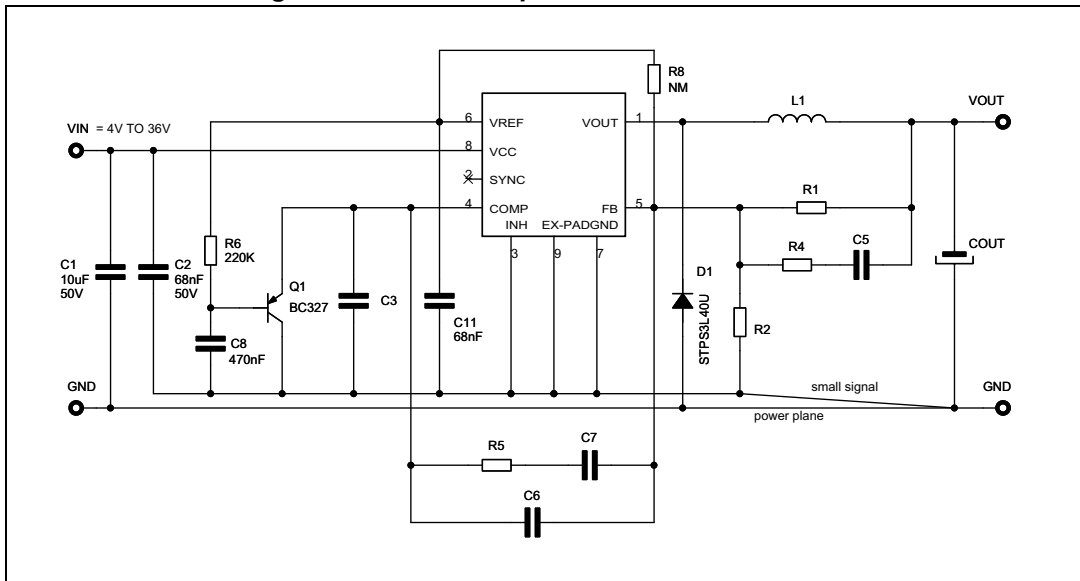 R8
NM
L1
VOUT
VIN = 4V TO 36V
6
VREF
VOUT
1
8
VCC
2
SYNC
4
COMP
FB
5
INH
EX-PADGND
3
9
7
R1
R4
C5
COUT
R6
220K
C1
10uF
50V
C2
68nF
50V
Q1
BC327
C3
C11
68nF
D1
STPS3L40U
R2
C8
470nF
GND
small signal
GND
power plane
R5
C7
C6